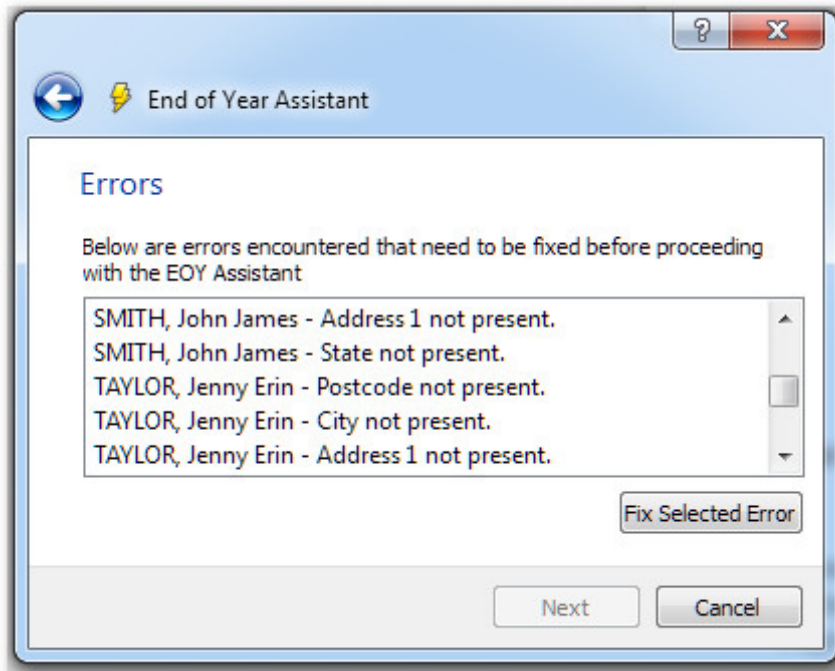 End of Year Assistant
Errors
Below are errors encountered that need to be fixed before proceeding
with the EOY Assistant
SMITH, John James - Address 1 not present.
SMITH, John James - State not present.
TAYLOR, Jenny Erin - Postcode not present.
TAYLOR, Jenny Erin - City not present.
TAYLOR, Jenny Erin - Address 1 not present.
Fix Selected Error
Next
Cancel